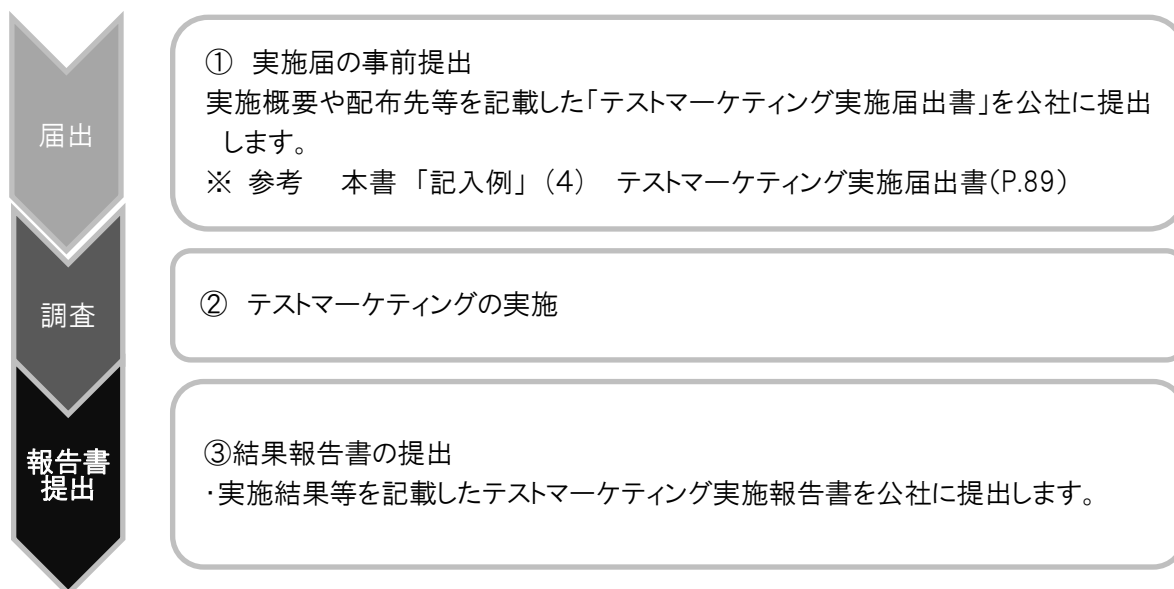 届出
① 実施届の事前提出
実施概要や配布先等を記載した「テストマーケティング実施届出書」を公社に提出
します。
※ 参考 本書 「記入例」 (4) テストマーケティング実施届出書(P.89)
調査
② テストマーケティングの実施
報告書
提出
③結果報告書の提出
・実施結果等を記載したテストマーケティング実施報告書を公社に提出します。